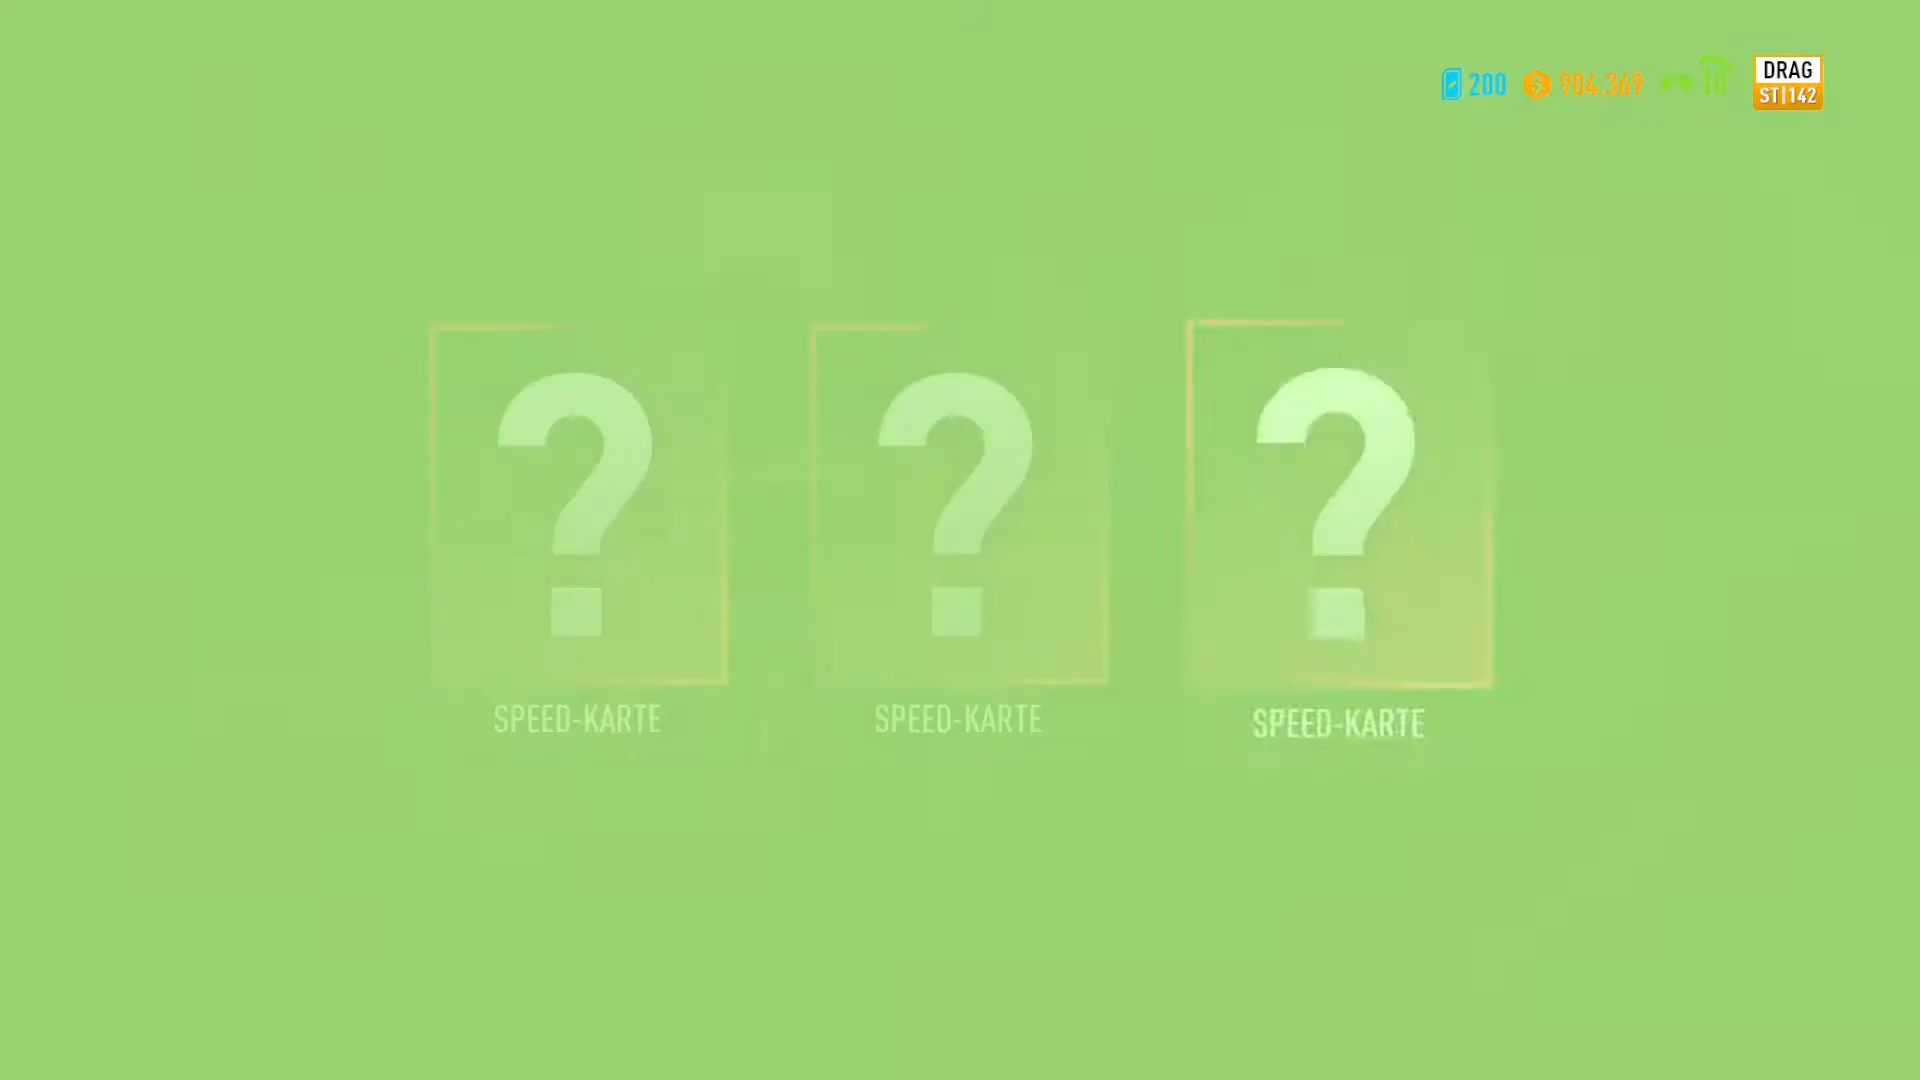 200 904.369 10
DRAG
ST|142
? ? ?
SPEED-KARTE SPEED-KARTE SPEED-KARTE